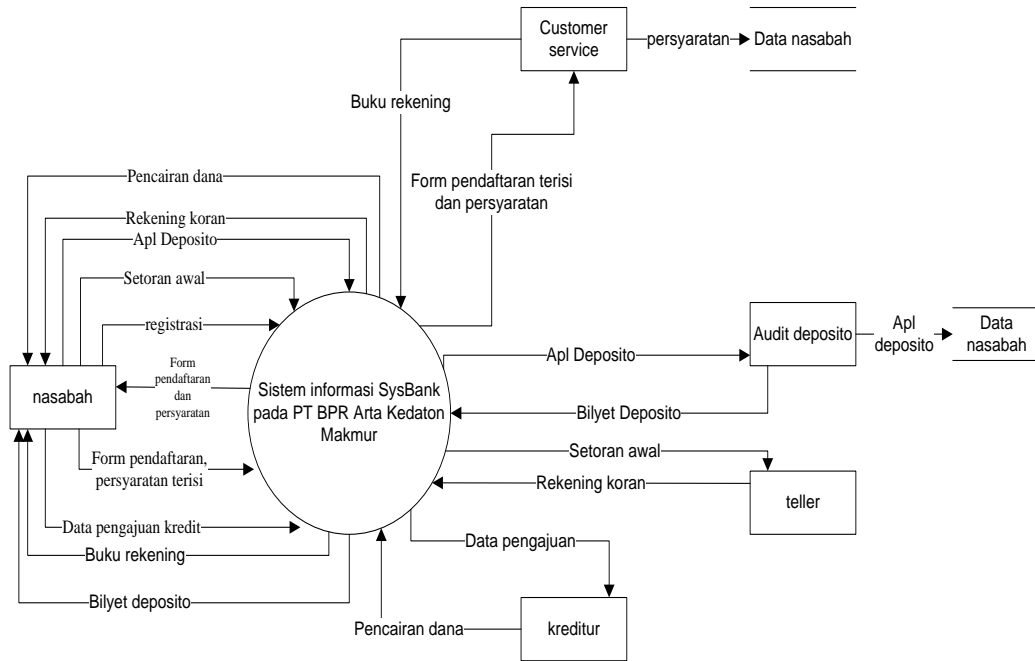 Customer
service
persyaratan
Data nasabah
Buku rekening
Form pendaftaran terisi
dan persyaratan
Pencairan dana
Rekening koran
Apl Deposito
Setoran awal
registrasi
Form
pendaftaran
dan
persyaratan
nasabah
Form pendaftaran,
persyaratan terisi
Data pengajuan kredit
Buku rekening
Bilyet deposito
Sistem informasi SysBank
pada PT BPR Arta Kedaton
Makmur
Apl Deposito
Audit deposito
Apl
deposito
Data
nasabah
Bilyet Deposito
Setoran awal
Rekening koran
teller
Data pengajuan
Pencairan dana
kreditur